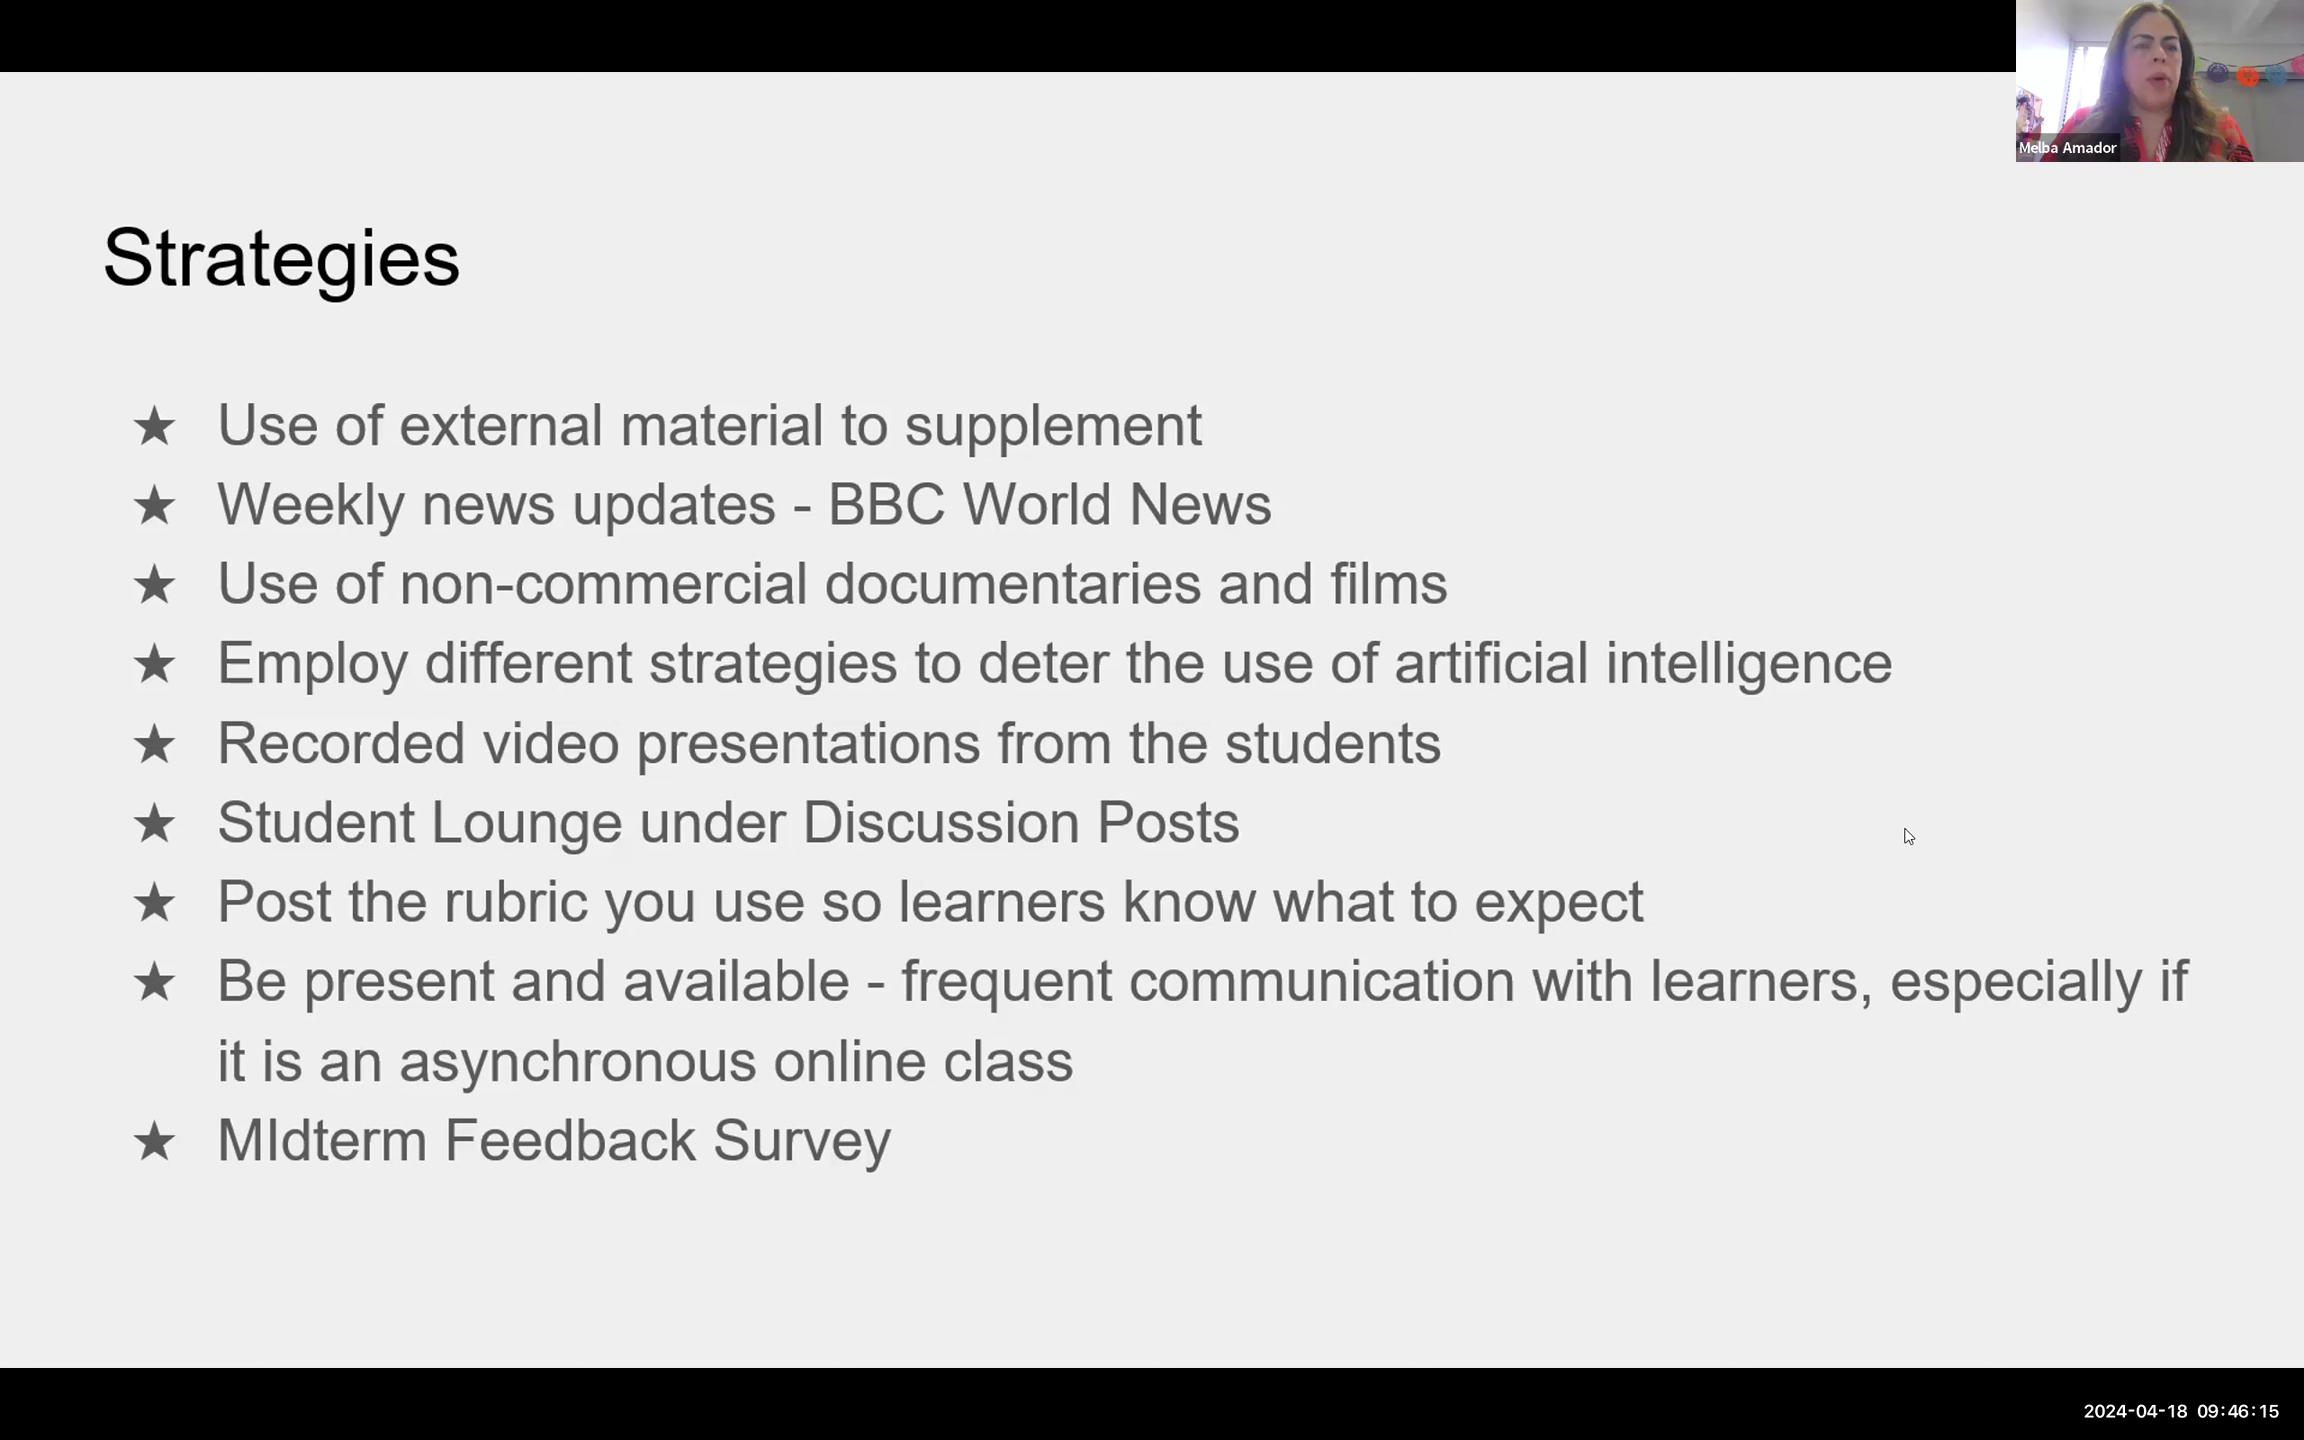 Melba Amador
Strategies
★ Use of external material to supplement
★ Weekly news updates - BBC World News
★ Use of non-commercial documentaries and films
★ Employ different strategies to deter the use of artificial intelligence
★ Recorded video presentations from the students
★ Student Lounge under Discussion Posts
★ Post the rubric you use so learners know what to expect
★ Be present and available - frequent communication with learners, especially if
it is an asynchronous online class
★ MIdterm Feedback Survey
2024-04-18 09:46:15